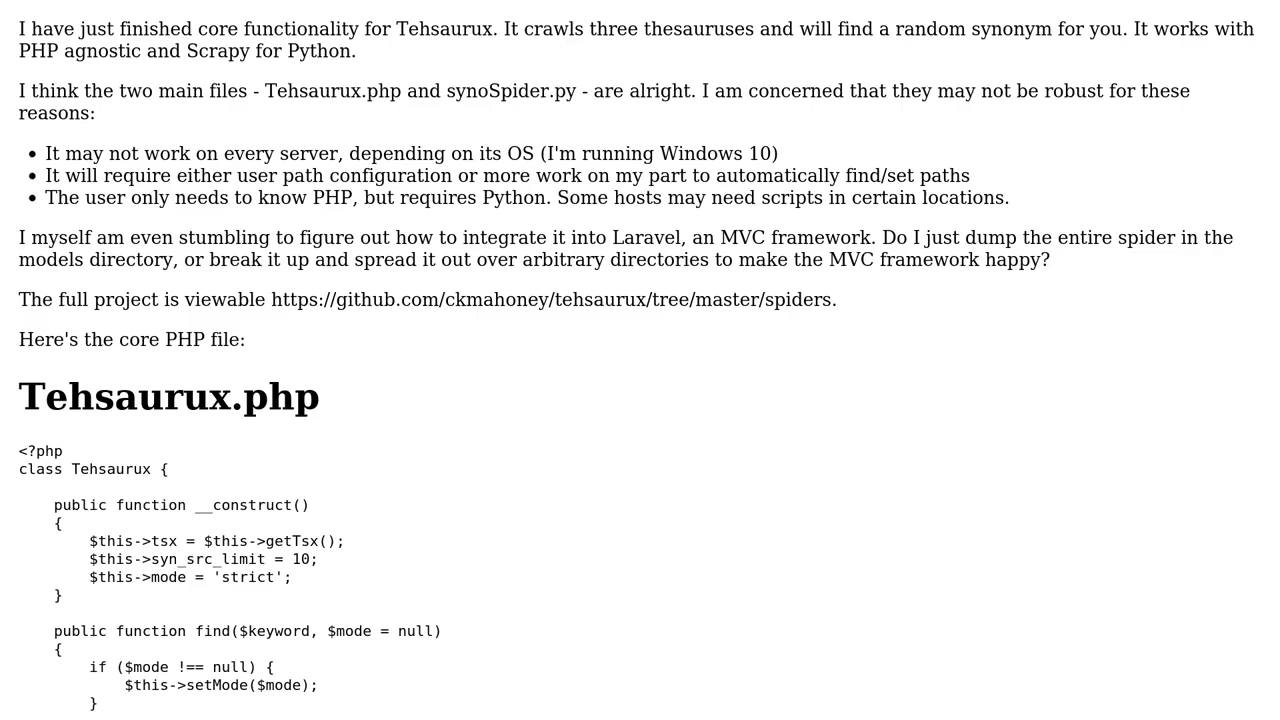 I have just finished core functionality for Tehsaurux. It crawls three thesauruses and will find a random synonym for you. It works with
PHP agnostic and Scrapy for Python.
I think the two main files - Tehsaurux.php and synoSpider.py - are alright. I am concerned that they may not be robust for these
reasons:
• It may not work on every server, depending on its OS (I'm running Windows 10)
• It will require either user path configuration or more work on my part to automatically find/set paths
• The user only needs to know PHP, but requires Python. Some hosts may need scripts in certain locations.
I myself am even stumbling to figure out how to integrate it into Laravel, an MVC framework. Do I just dump the entire spider in the
models directory, or break it up and spread it out over arbitrary directories to make the MVC framework happy?
The full project is viewable https://github.com/ckmahoney/tehsaurux/tree/master/spiders.
Here's the core PHP file:
Tehsaurux.php
<?php
class Tehsaurux {
    public function __construct()
    {
        $this->tsx = $this->getTsx();
        $this->syn_src_limit = 10;
        $this->mode = 'strict';
    }
    public function find($keyword, $mode = null)
    {
        if ($mode !== null) {
            $this->setMode($mode);
        }